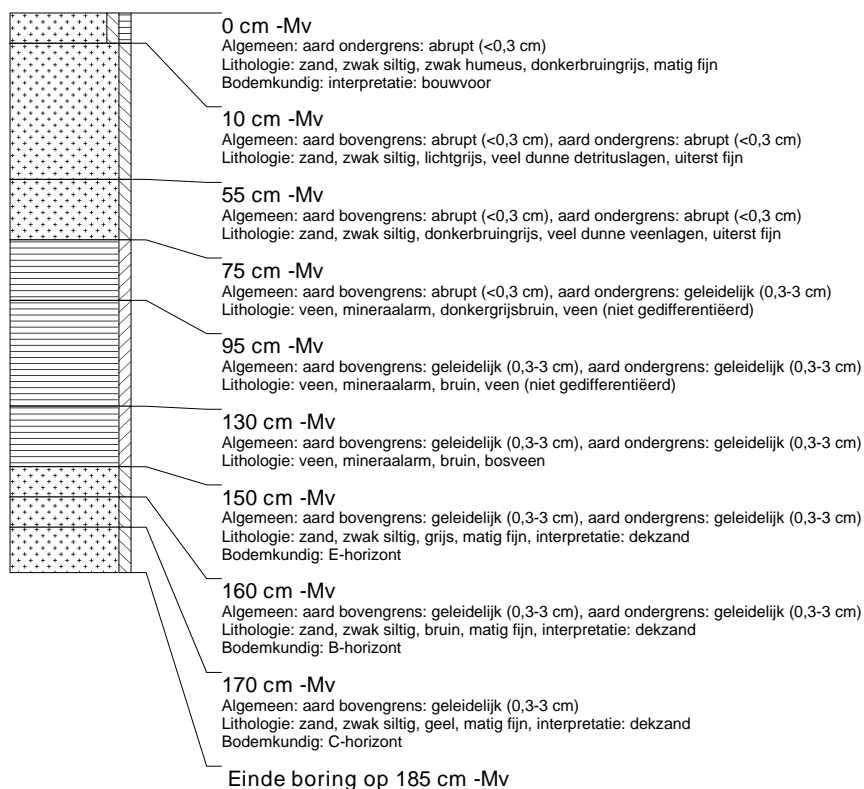 0 cm -Mv
Algemeen: aard ondergrens: abrupt (<0,3 cm)
Lithologie: zand, zwak siltig, zwak humeus, donkerbruingrijs, matig fijn
Bodemkundig: interpretatie: bouwvoor
10 cm -Mv
Algemeen: aard bovengrens: abrupt (<0,3 cm), aard ondergrens: abrupt (<0,3 cm)
Lithologie: zand, zwak siltig, lichtgrijs, veel dunne detrituslagen, uiterst fijn
55 cm -Mv
Algemeen: aard bovengrens: abrupt (<0,3 cm), aard ondergrens: abrupt (<0,3 cm)
Lithologie: zand, zwak siltig, donkerbruingrijs, veel dunne veenlagen, uiterst fijn
75 cm -Mv
Algemeen: aard bovengrens: abrupt (<0,3 cm), aard ondergrens: geleidelijk (0,3-3 cm)
Lithologie: veen, mineraalarm, donkergrijsbruin, veen (niet gedifferentiëerd)
95 cm -Mv
Algemeen: aard bovengrens: geleidelijk (0,3-3 cm), aard ondergrens: geleidelijk (0,3-3 cm)
Lithologie: veen, mineraalarm, bruin, veen (niet gedifferentiëerd)
130 cm -Mv
Algemeen: aard bovengrens: geleidelijk (0,3-3 cm), aard ondergrens: geleidelijk (0,3-3 cm)
Lithologie: veen, mineraalarm, bruin, bosveen
150 cm -Mv
Algemeen: aard bovengrens: geleidelijk (0,3-3 cm), aard ondergrens: geleidelijk (0,3-3 cm)
Lithologie: zand, zwak siltig, grijs, matig fijn, interpretatie: dekzand
Bodemkundig: E-horizont
160 cm -Mv
Algemeen: aard bovengrens: geleidelijk (0,3-3 cm), aard ondergrens: geleidelijk (0,3-3 cm)
Lithologie: zand, zwak siltig, bruin, matig fijn, interpretatie: dekzand
Bodemkundig: B-horizont
170 cm -Mv
Algemeen: aard bovengrens: geleidelijk (0,3-3 cm)
Lithologie: zand, zwak siltig, geel, matig fijn, interpretatie: dekzand
Bodemkundig: C-horizont
Einde boring op 185 cm -Mv